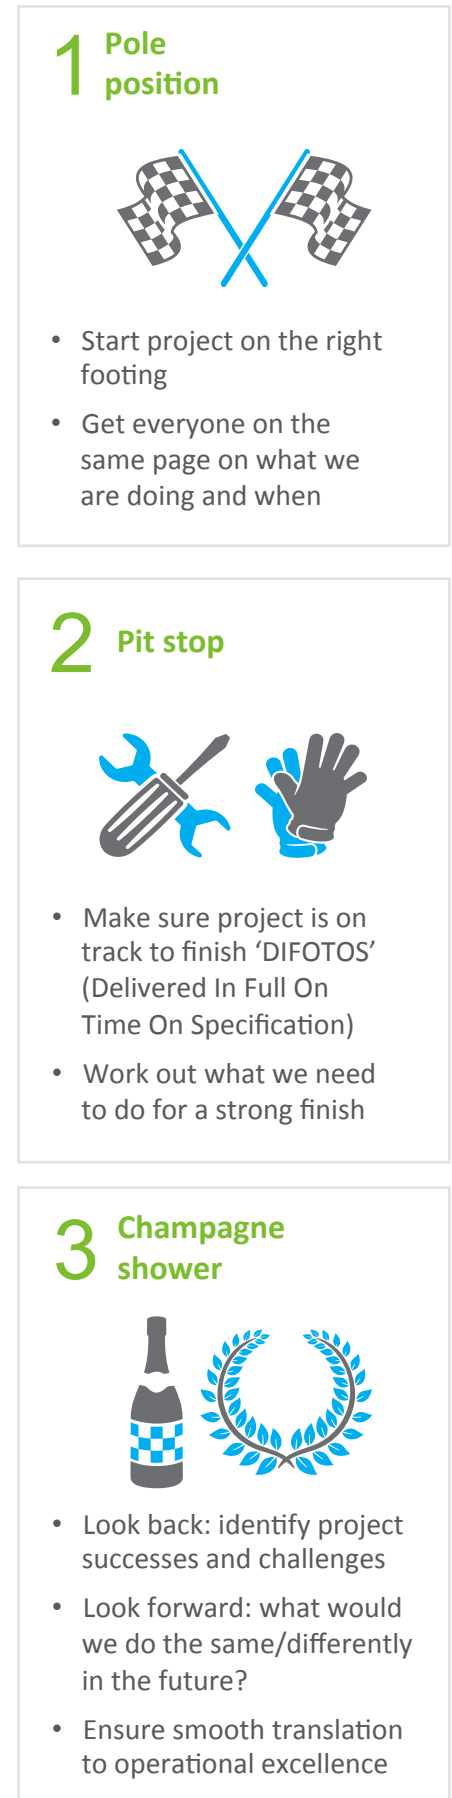 1 Pole
position
• Start project on the right
footing
• Get everyone on the
same page on what we
are doing and when
2 Pit stop
• Make sure project is on
track to finish ‘DIFOTOS’
(Delivered In Full On
Time On Specification)
• Work out what we need
to do for a strong finish
3 Champagne
shower
• Look back: identify project
successes and challenges
• Look forward: what would
we do the same/differently
in the future?
• Ensure smooth translation
to operational excellence